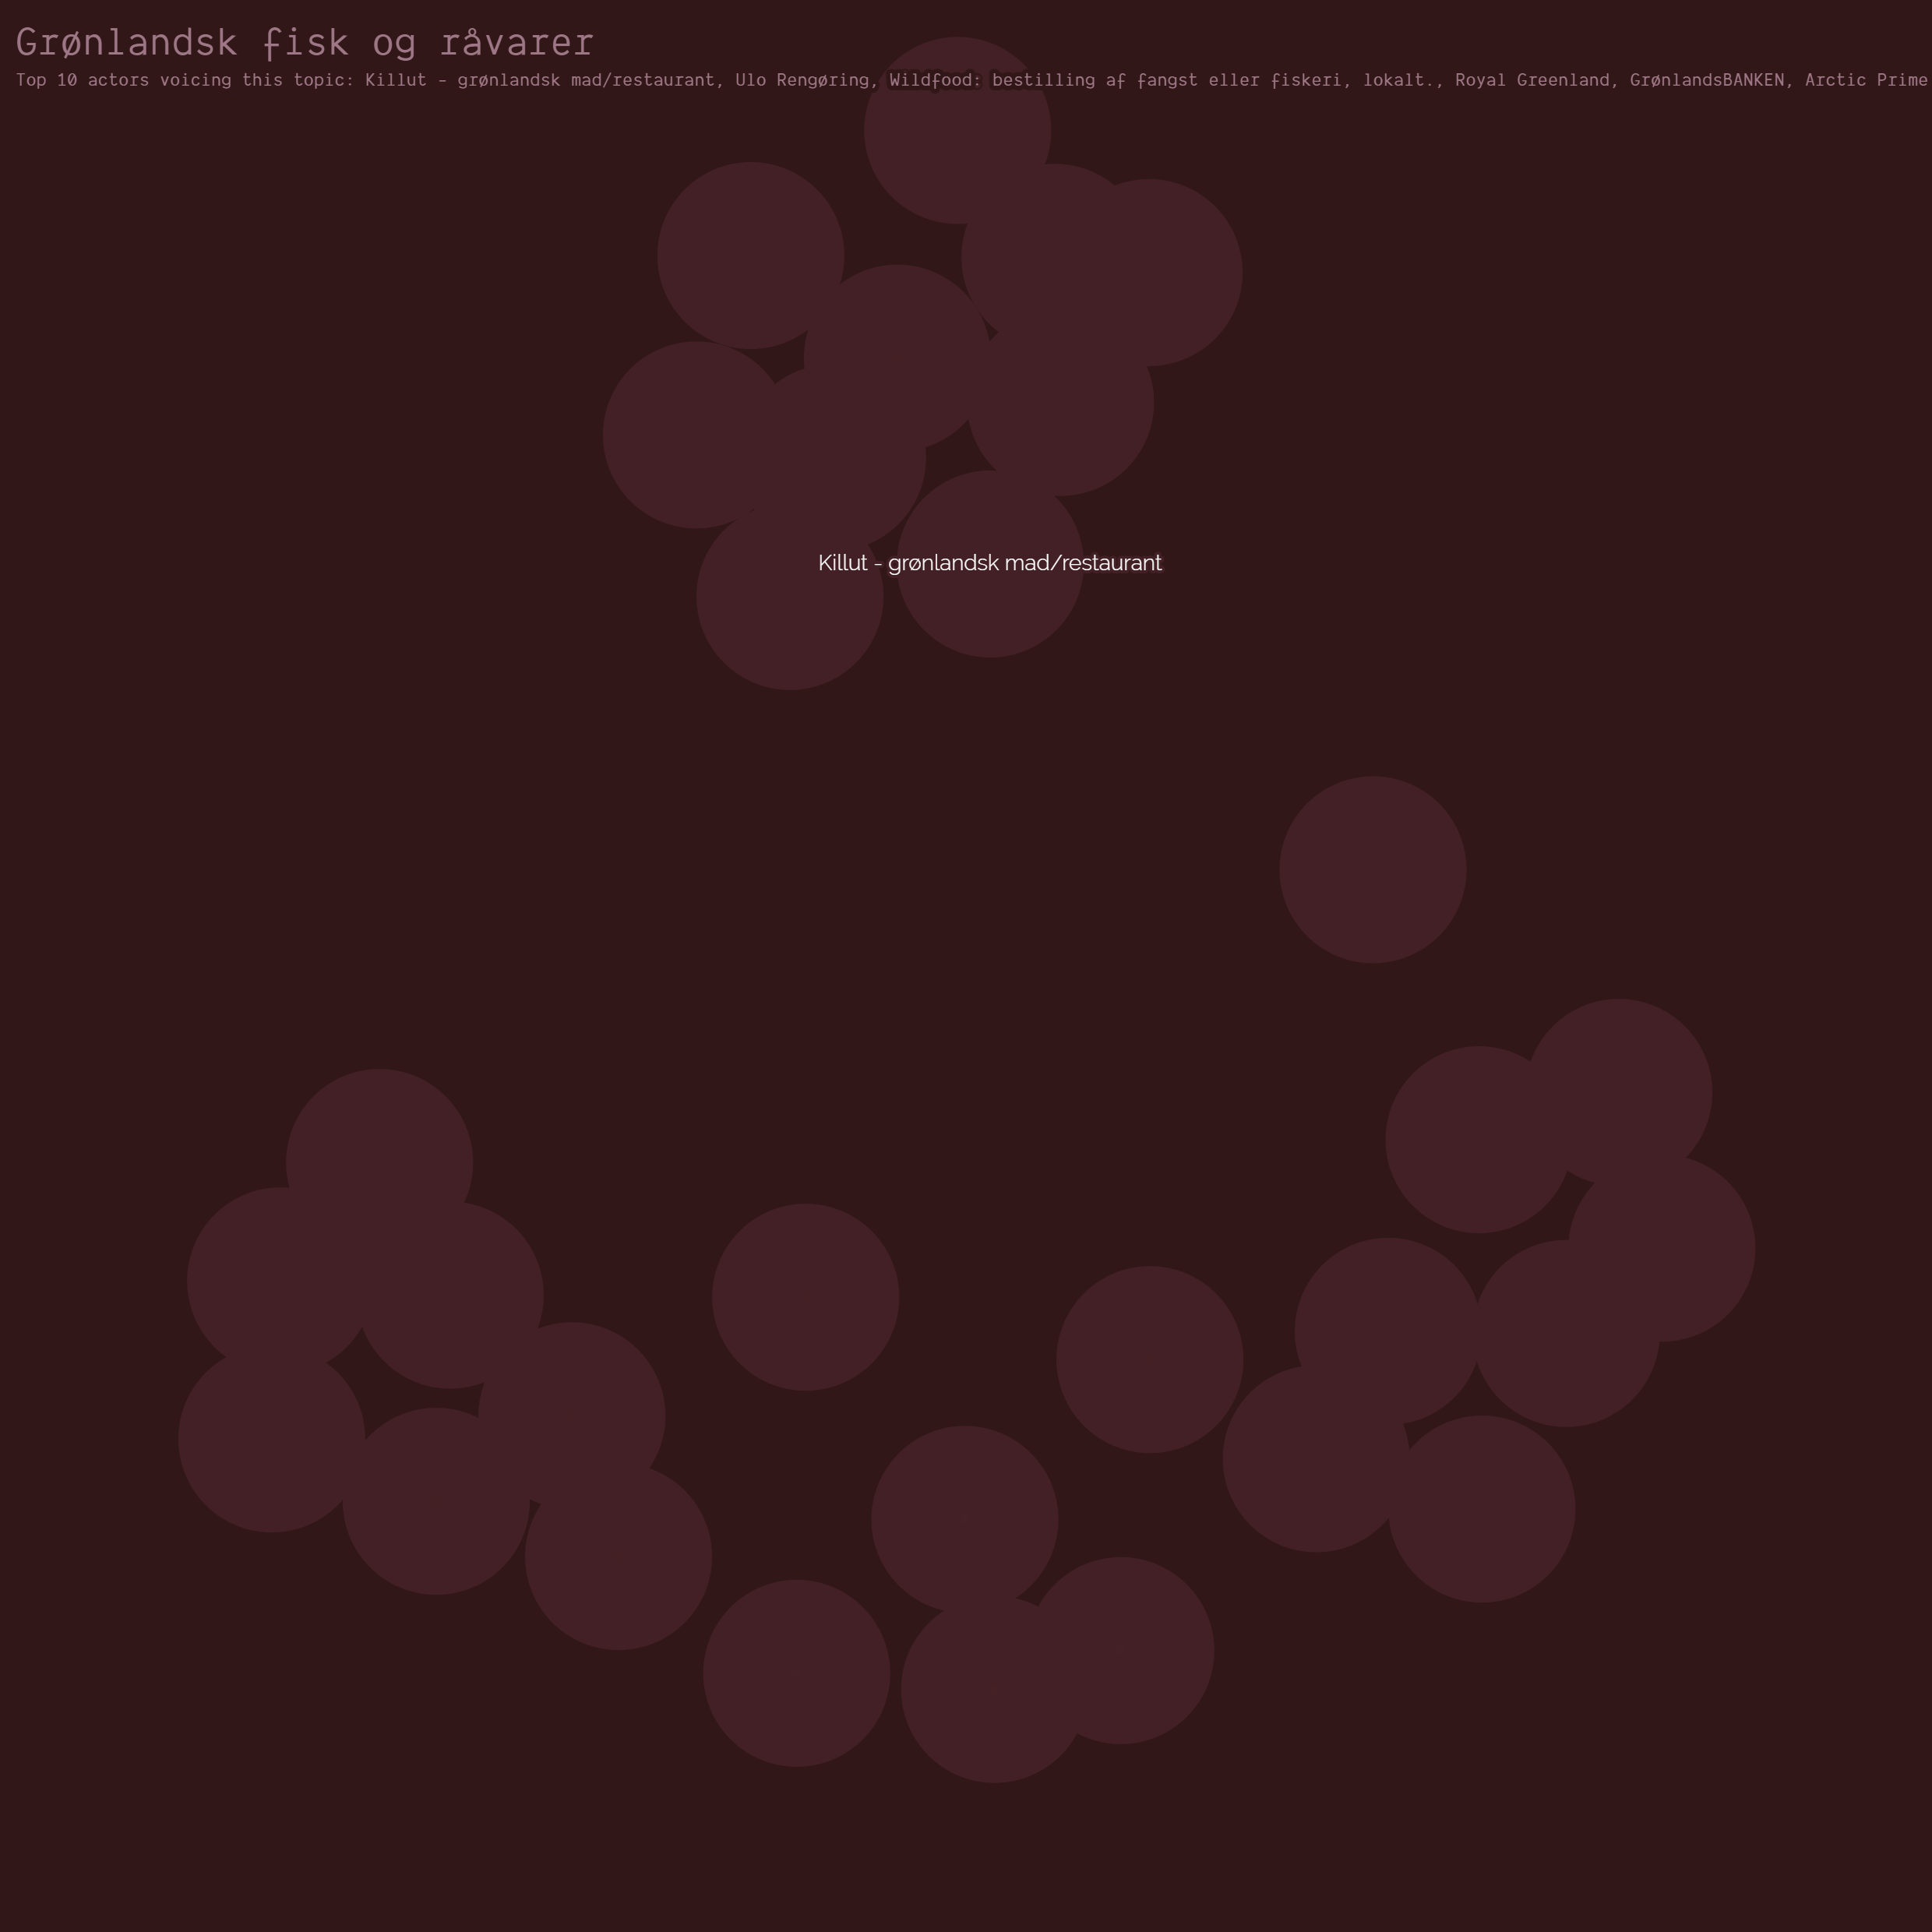 Grønlandsk fisk og råvarer
Top 10 actors voicing this topic: Killut - grønlandsk mad/restaurant, Ulo Rengøring, Wildfood: bestilling af fangst eller fiskeri, lokalt., Royal Greenland, GrønlandsBANKEN, Arctic Prime
Killut - grønlandsk mad/restaurant